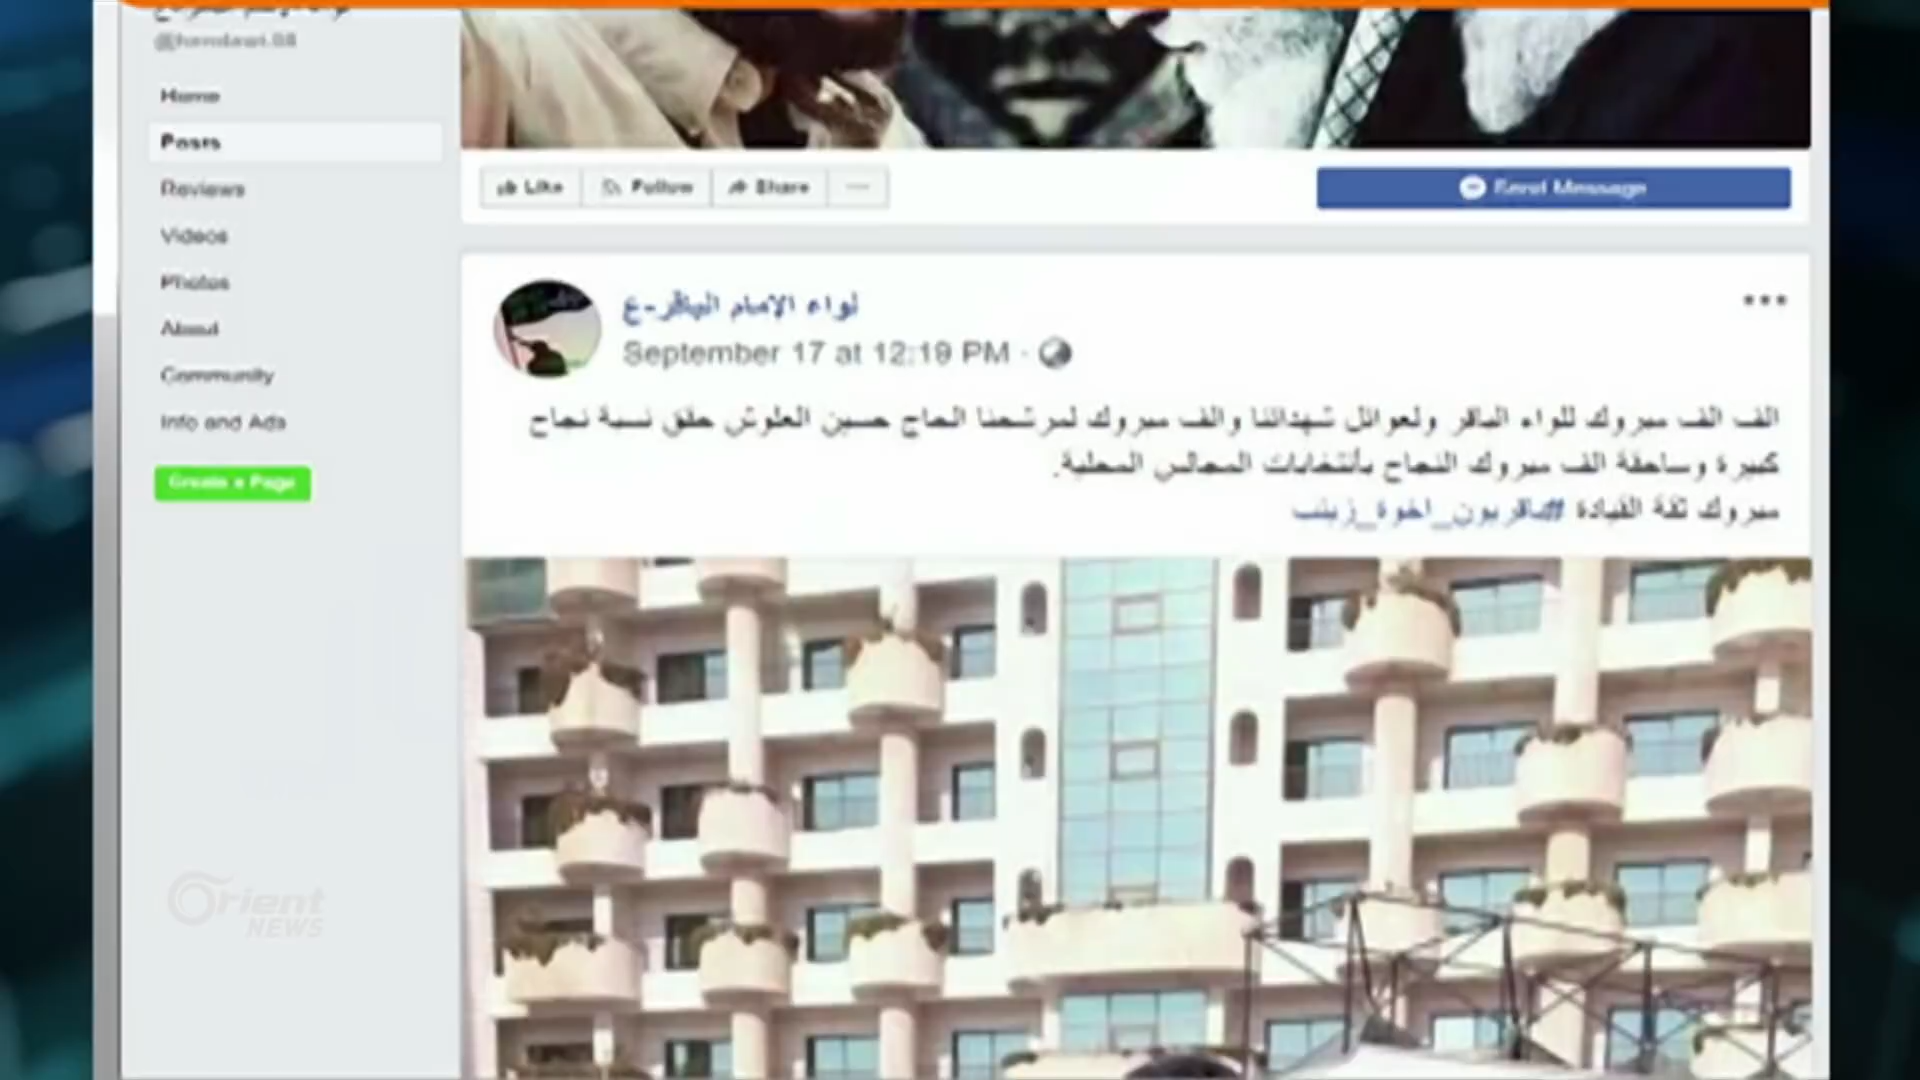 Home
Posts
Reviews
Videos
Photos
About
Community
Info and Ads
Create a Page
Like
Follow
Share
Send Message
لواء الإمام الباقر-ع
September 17 at 12:19 PM
الف الف مبروك للواء الباقر ولعوائل شهدائنا والف مبروك لمرشحنا الحاج حسين العلوش حقق نسبة نجاح
كبيرة وساحقة الف مبروك النجاح بأنتخابات المجالس المحلية.
مبروك ثقة القيادة #باقريون_اخوة_زينب
Orient
NEWS